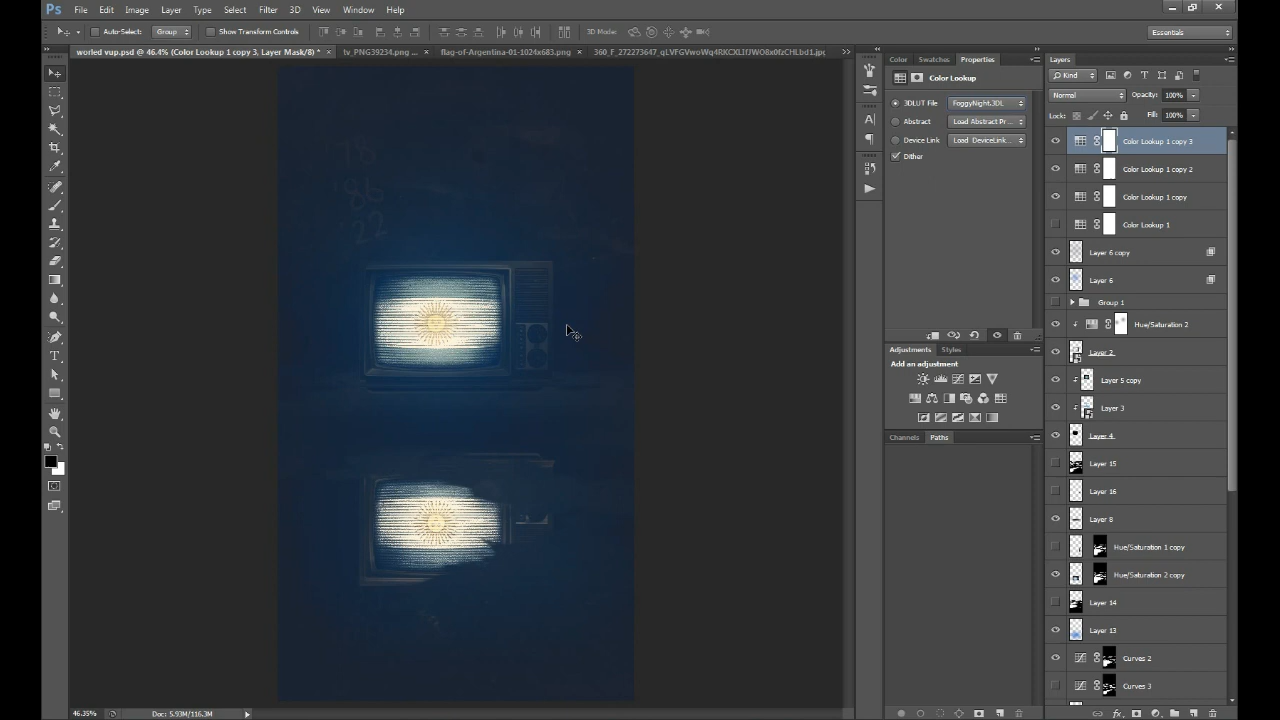 Ps File Edit Image Layer Type Select Filter 3D View Window Help
Auto-Select: Group Show Transform Controls 3D Mode: Essentials
worled vup.psd @ 46.4% (Color Lookup 1 copy 3, Layer Mask/8) * × tv_PNG39234.png ... × flag-of-Argentina-01-1024x683.png × 360_F_272273647_qLVFGVwoWq4RKCXLIfJWO8x0fzCHLbd1.jpg
Color Swatches Properties
Color Lookup
3DLUT File FoggyNight.3DL
Abstract Load Abstract Pr...
Device Link Load DeviceLink...
Dither
Adjustments Styles
Add an adjustment
Channels Paths
Layers
Kind
Normal Opacity: 100%
Lock: Fill: 100%
Color Lookup 1 copy 3
Color Lookup 1 copy 2
Color Lookup 1 copy
Color Lookup 1
Layer 6 copy
Layer 6
Group 1
Hue/Saturation 2
Layer 2
Layer 5 copy
Layer 3
Layer 4
Layer 15
Layer 16
Layer 8
Hue/Saturation 1 copy
Hue/Saturation 2 copy
Layer 14
Layer 13
Curves 2
Curves 3
78
86
22
46.35% Doc: 5.93M/116.3M